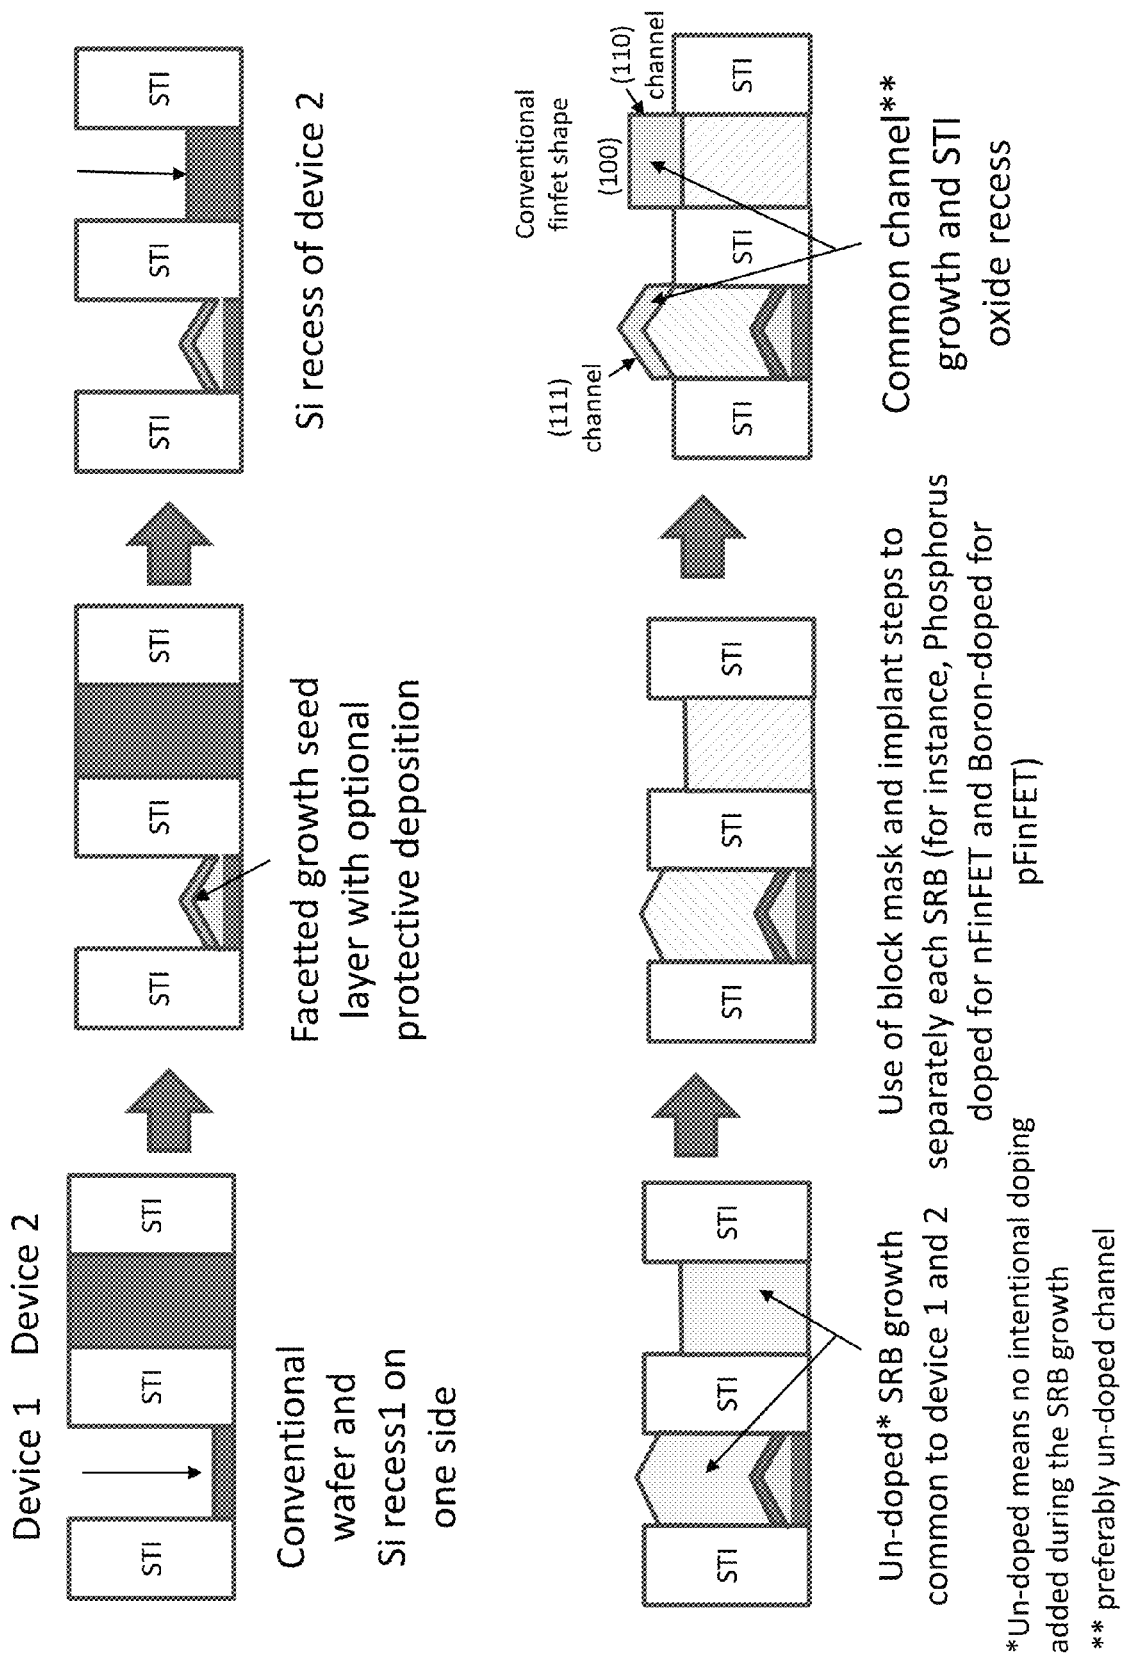 Device 1
Device 2
STI
STI
STI
Conventional
wafer and
Si recess1 on
one side
STI
STI
STI
Facetted growth seed
layer with optional
protective deposition
STI
STI
STI
Si recess of device 2
STI
STI
STI
Un-doped* SRB growth
common to device 1 and 2
*Un-doped means no intentional doping
added during the SRB growth
** preferably un-doped channel
STI
STI
STI
Use of block mask and implant steps to
separately each SRB (for instance, Phosphorus
doped for nFinFET and Boron-doped for
pFinFET)
Conventional
finfet shape
(111)
channel
(100)
(110)
channel
STI
STI
STI
Common channel**
growth and STI
oxide recess